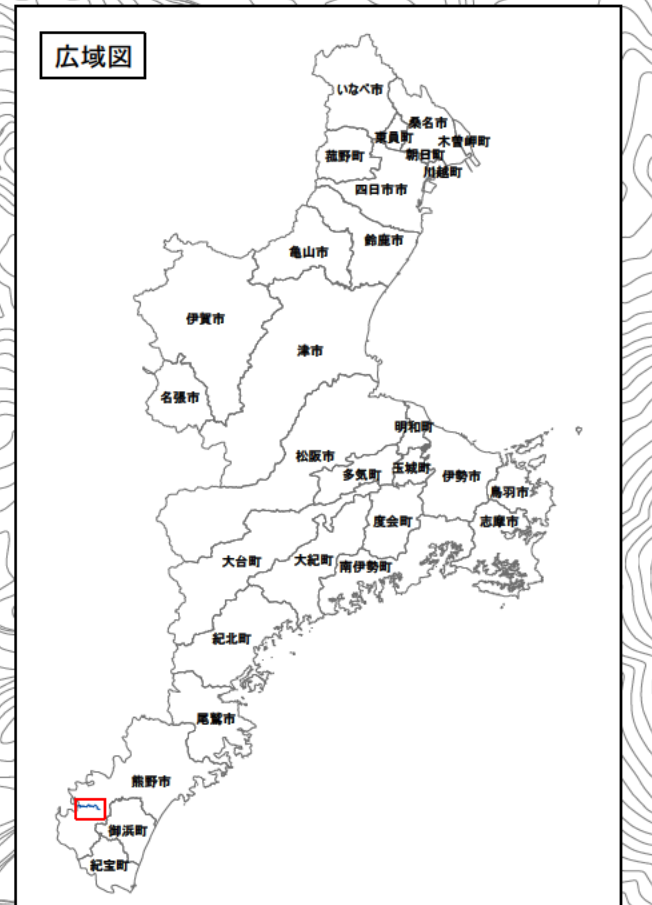 広域図
いなべ市
桑名市
東員町
木曽岬町
菰野町
朝日町
川越町
四日市市
鈴鹿市
亀山市
伊賀市
津市
名張市
明和町
松阪市
玉城町
多気町
伊勢市
鳥羽市
度会町
志摩市
大台町
大紀町
南伊勢町
紀北町
尾鷲市
熊野市
御浜町
紀宝町